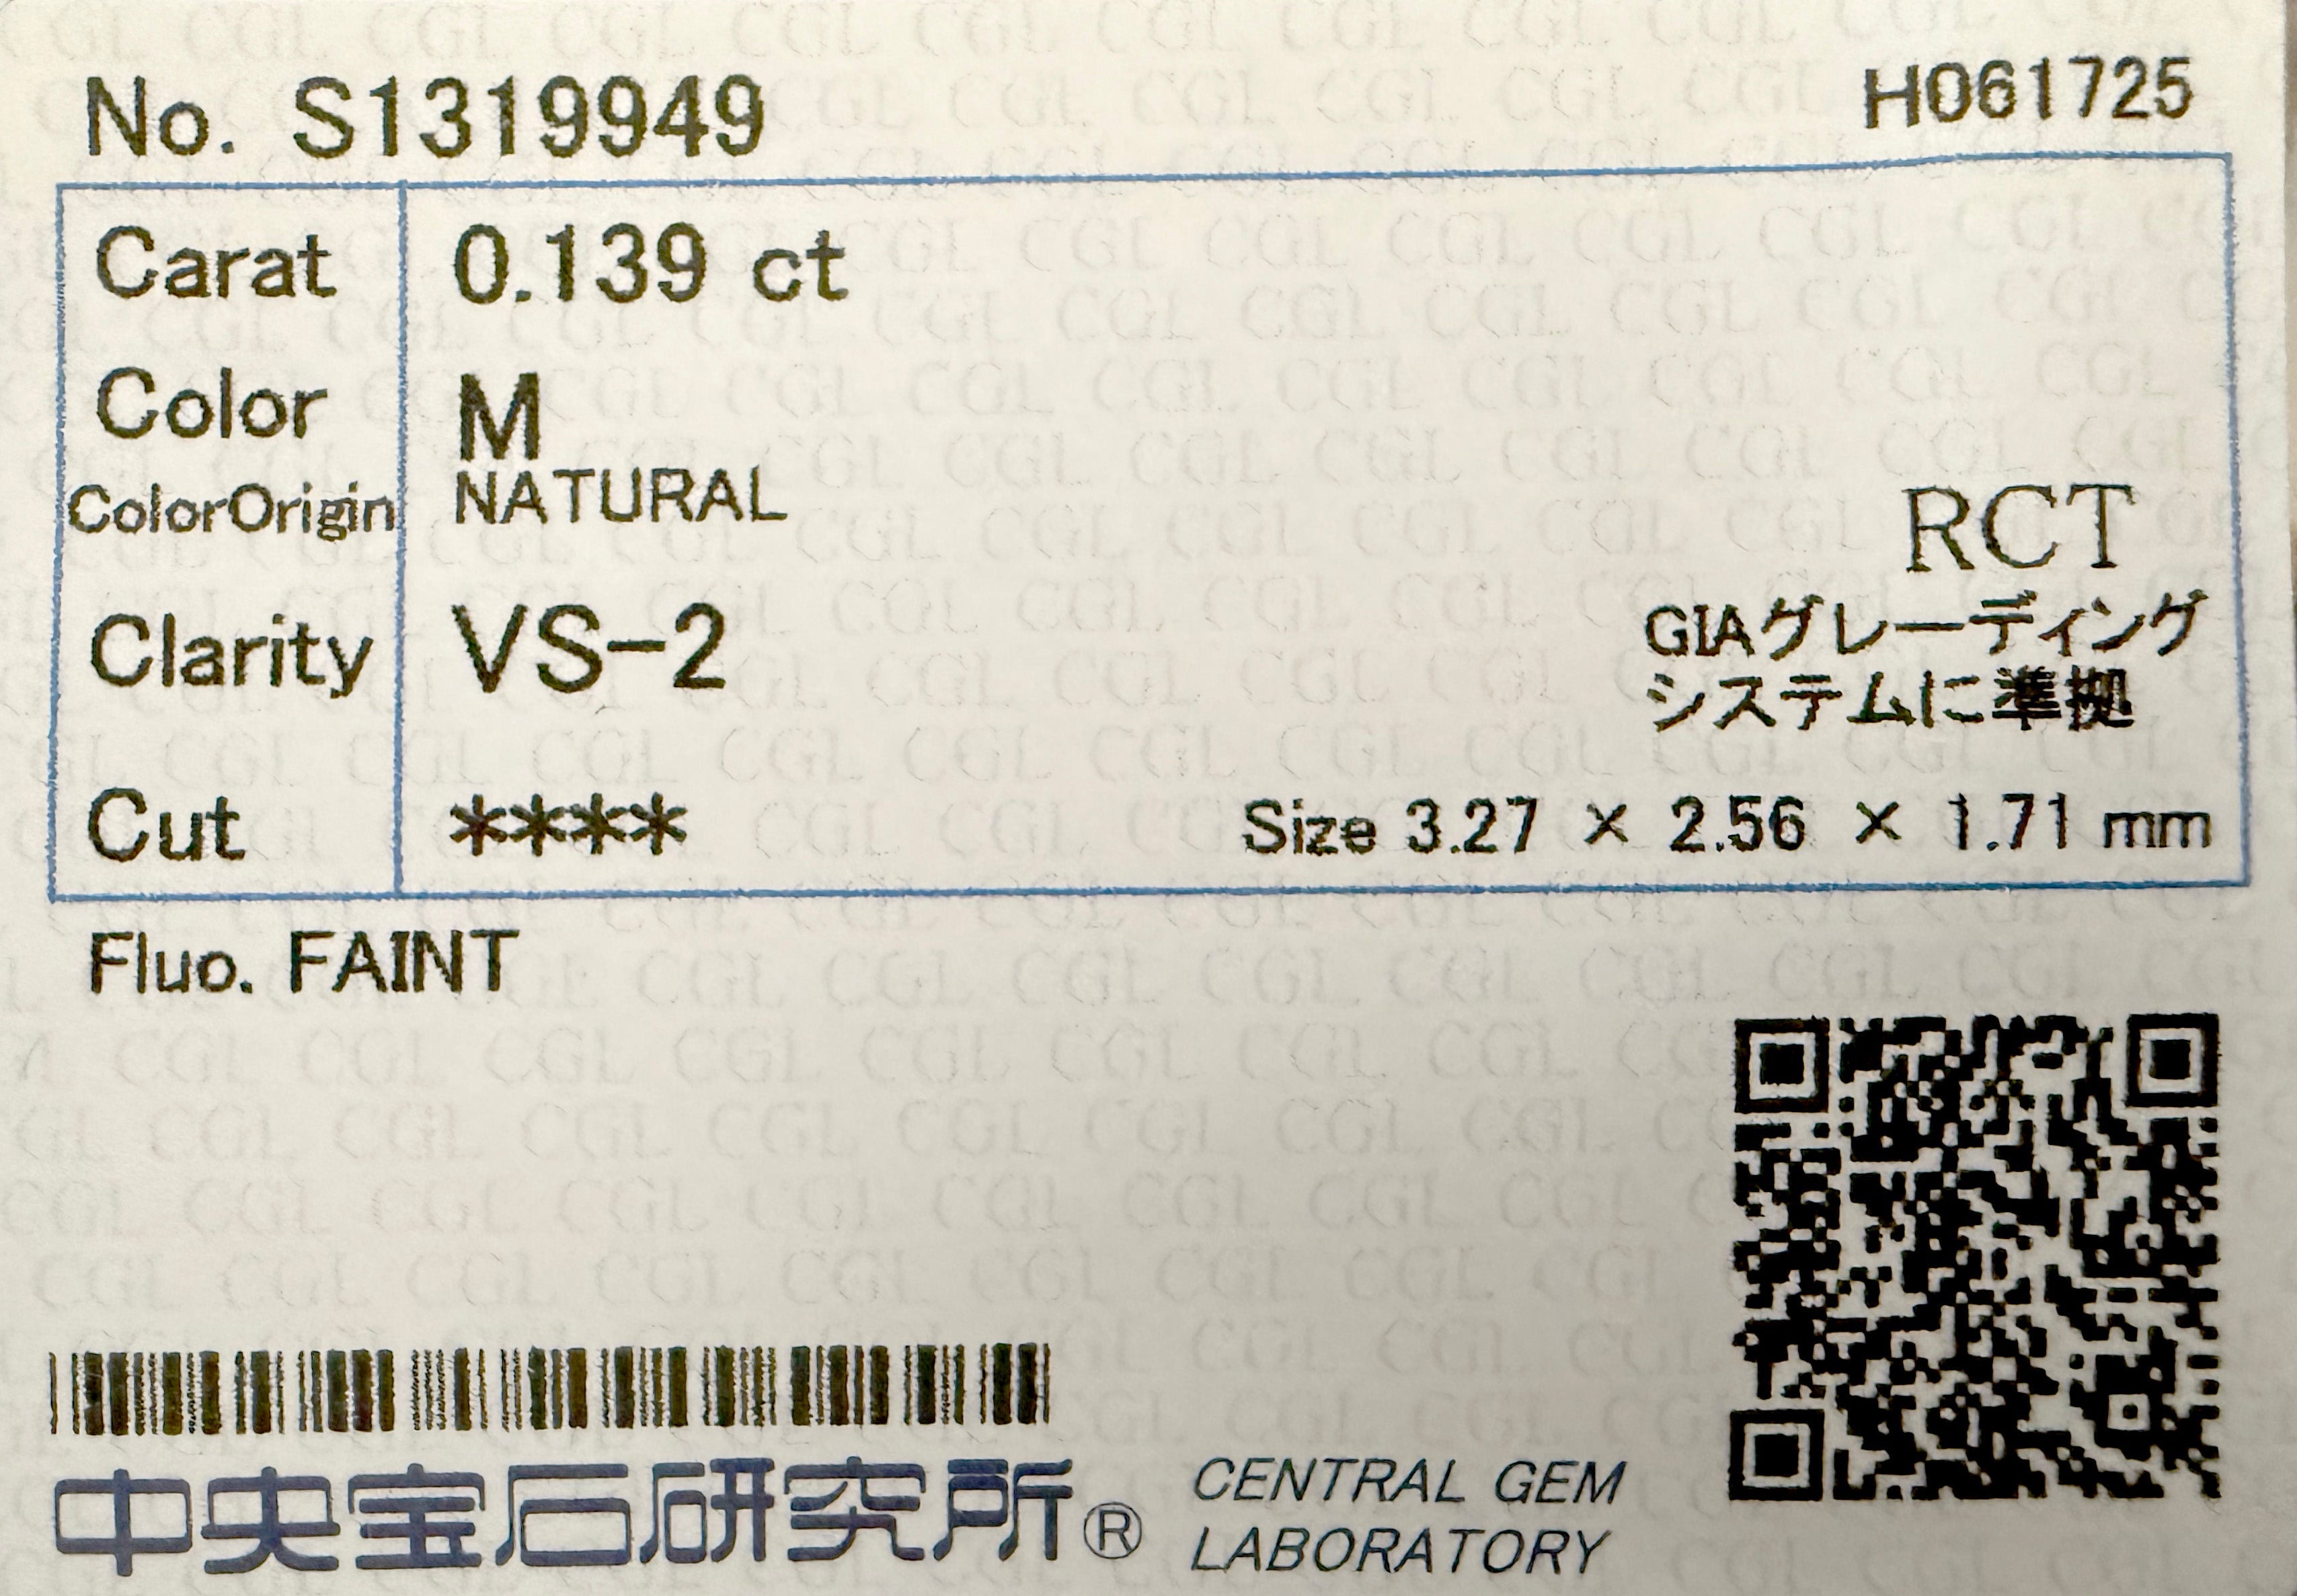 No. S1319949
H061725
Carat 0.139 ct
Color M
ColorOrigin NATURAL
RCT
Clarity VS-2
GIAグレーディング
システムに準拠
Cut ****
Size 3.27 × 2.56 × 1.71 mm
Fluo. FAINT
中央宝石研究所®
CENTRAL GEM
LABORATORY